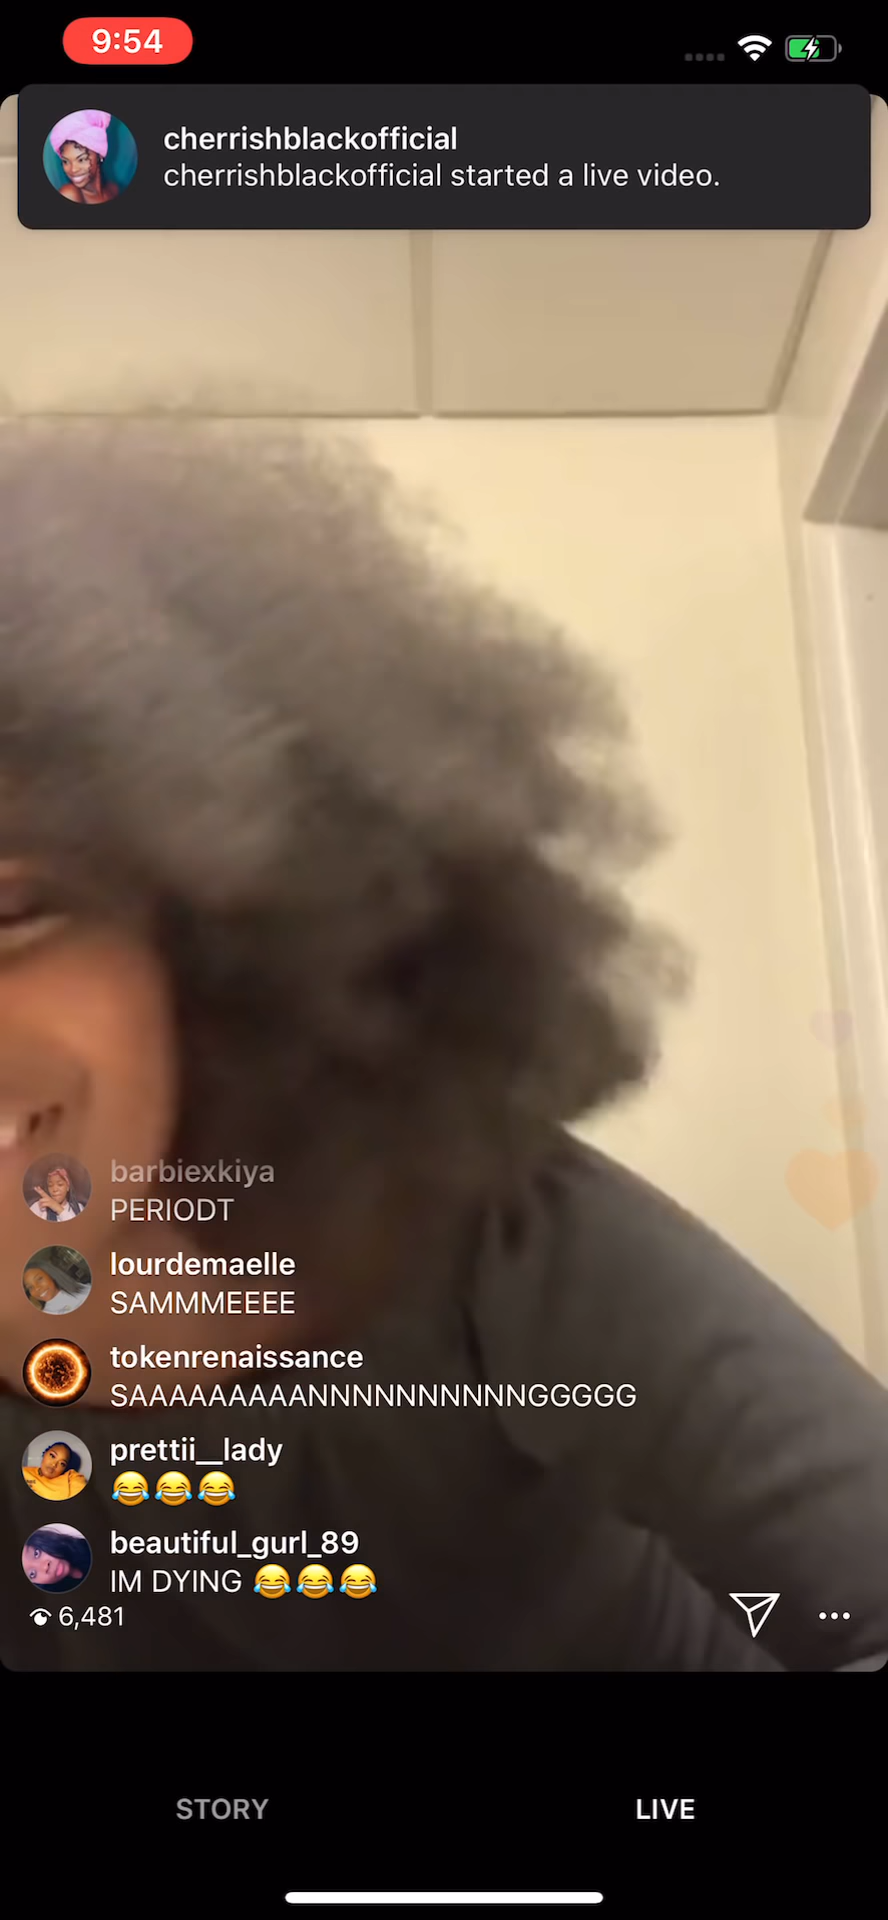 9:54
cherrishblackofficial
cherrishblackofficial started a live video.
barbiexkiya
PERIODT
lourdemaelle
SAMMMEEEE
tokenrenaissance
SAAAAAAAAANNNNNNNNNNGGGGG
prettii__lady
😂😂😂
beautiful_gurl_89
IM DYING 😂😂😂
6,481
STORY
LIVE